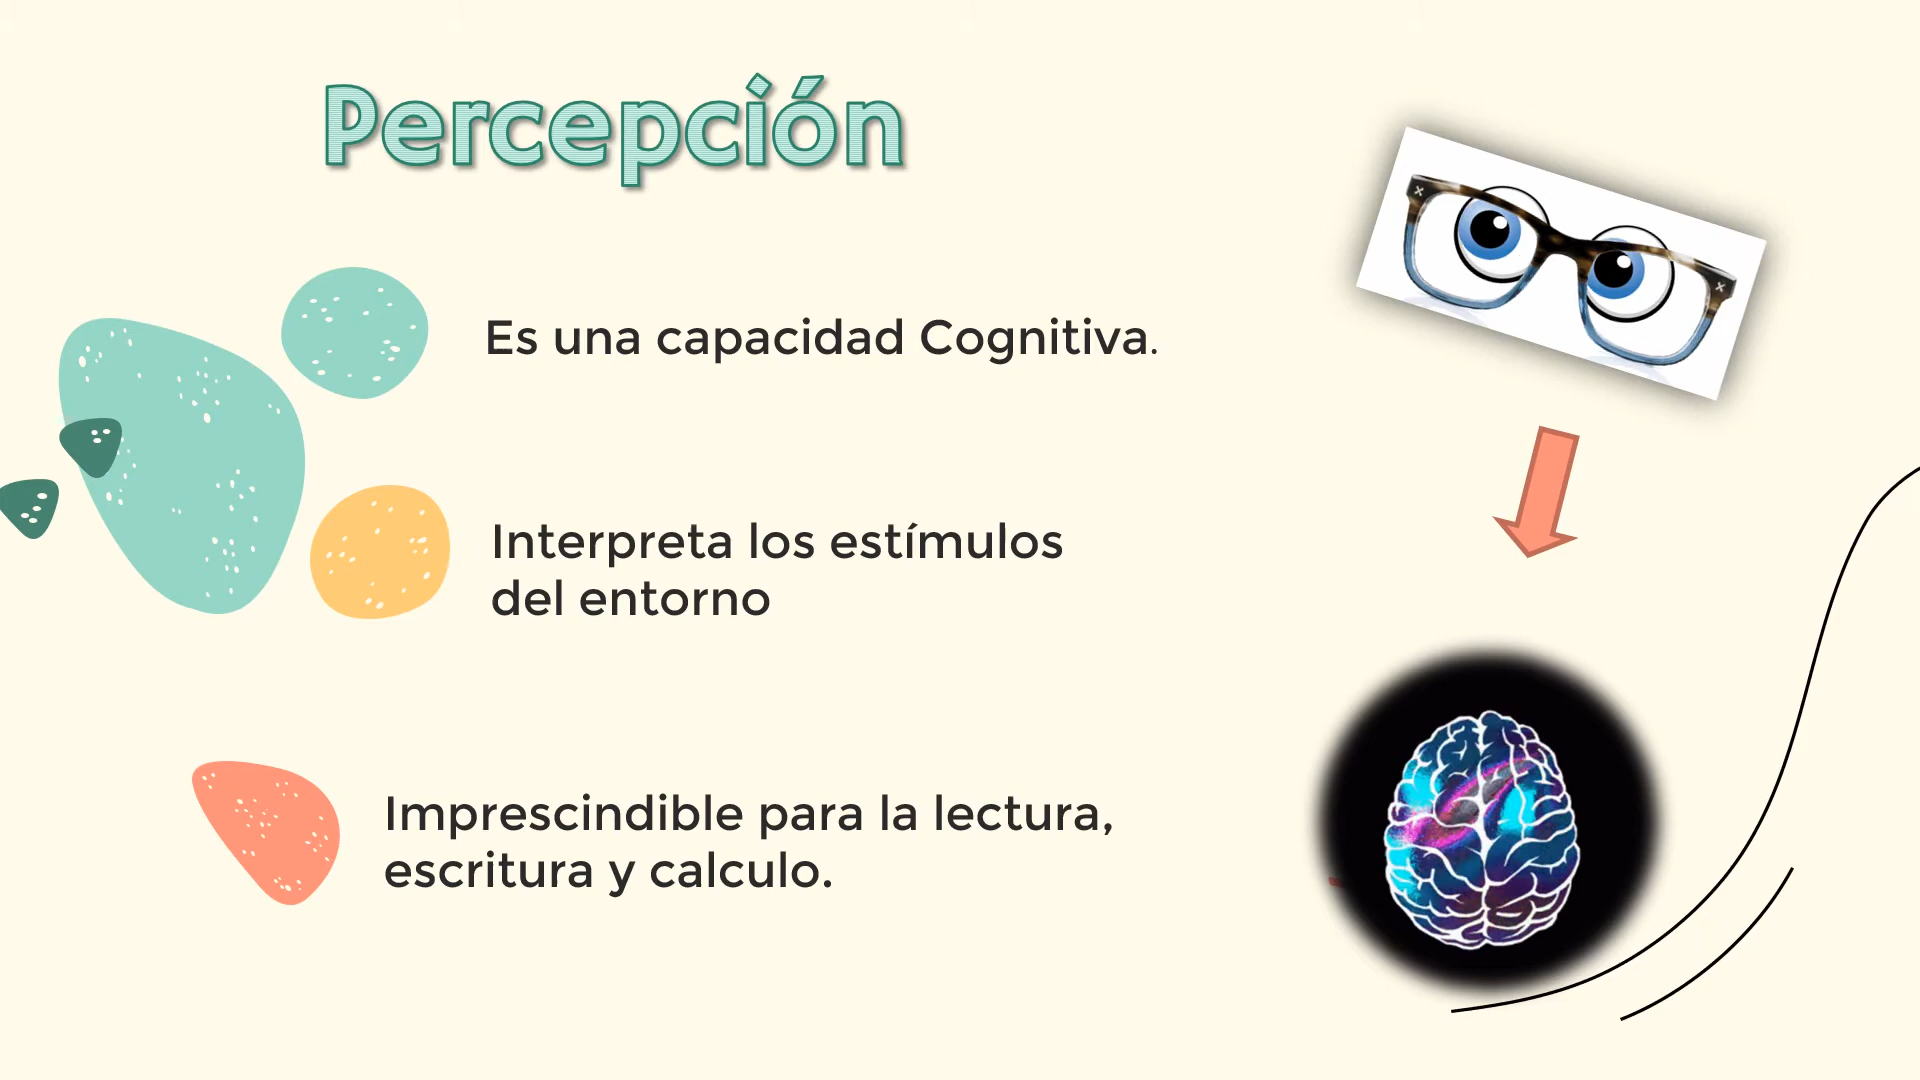 Percepción
Es una capacidad Cognitiva.
Interpreta los estímulos
del entorno
Imprescindible para la lectura,
escritura y calculo.